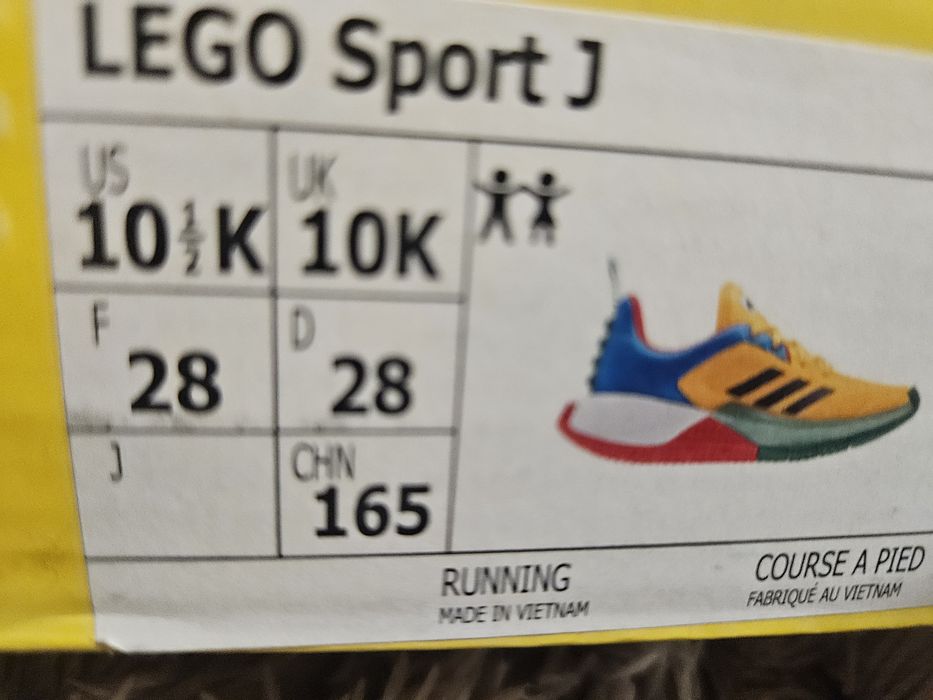 LEGO Sport J
US
10 ½ K
UK
10K
F
28
D
28
J
CHN
165
RUNNING
MADE IN VIETNAM
COURSE A PIED
FABRIQUÉ AU VIETNAM